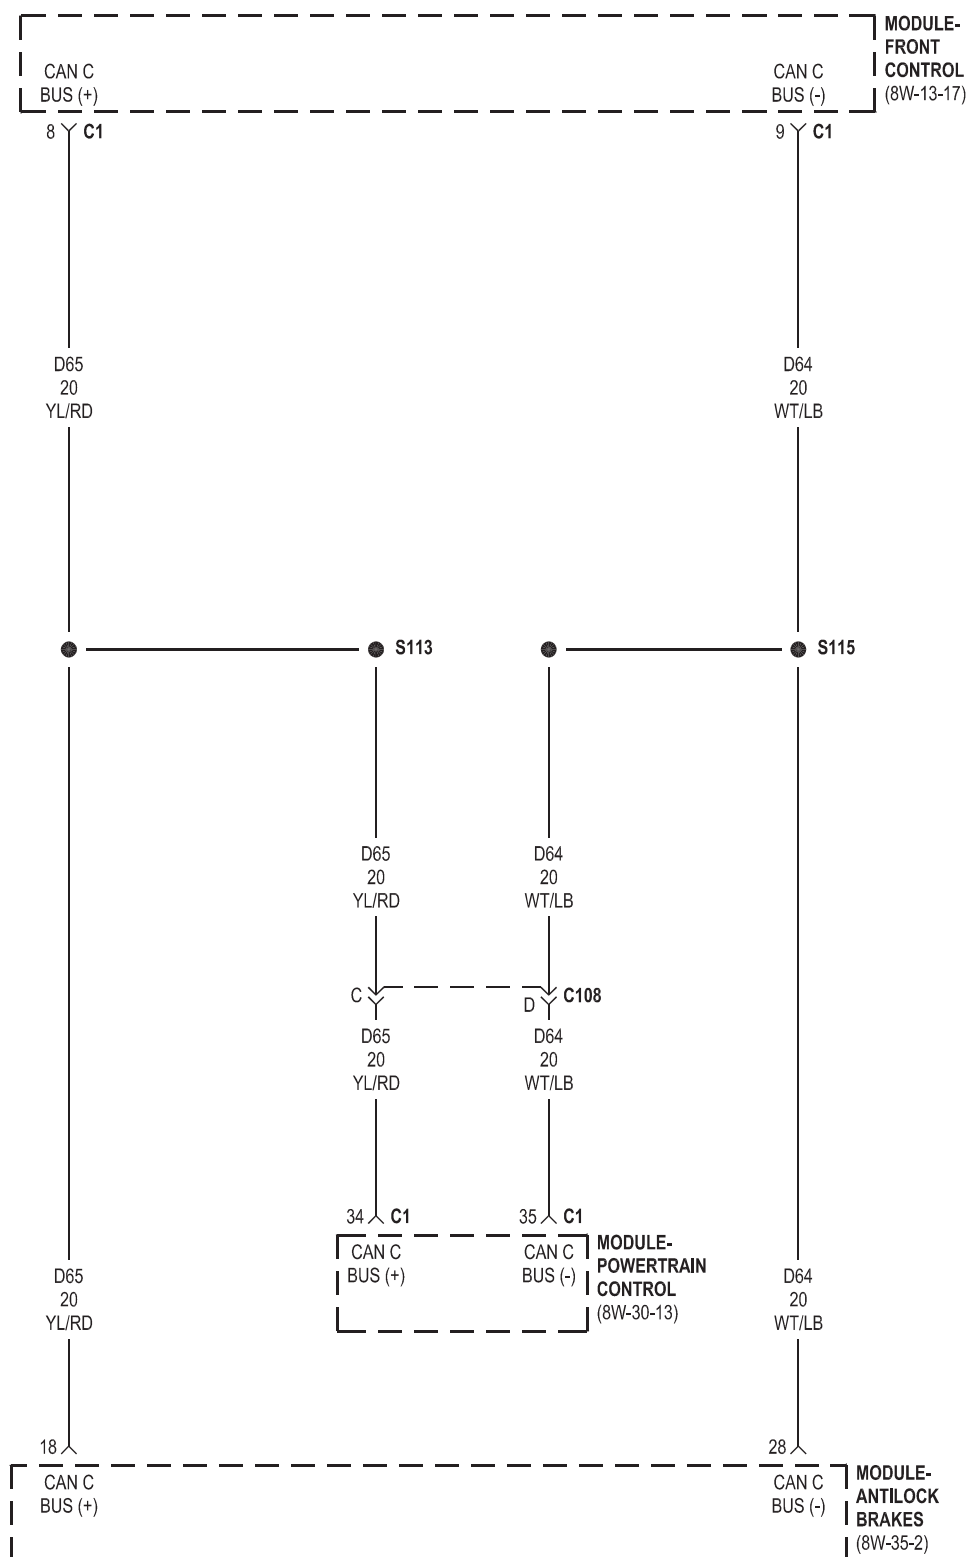 MODULE-
FRONT
CONTROL
(8W-13-17)
CAN C
BUS (+)
CAN C
BUS (-)
8 C1
9 C1
D65
20
YL/RD
D64
20
WT/LB
S113
S115
D65
20
YL/RD
D64
20
WT/LB
C
D
C108
D65
20
YL/RD
D64
20
WT/LB
34 C1
35 C1
CAN C
BUS (+)
CAN C
BUS (-)
MODULE-
POWERTRAIN
CONTROL
(8W-30-13)
D65
20
YL/RD
D64
20
WT/LB
18
28
CAN C
BUS (+)
CAN C
BUS (-)
MODULE-
ANTILOCK
BRAKES
(8W-35-2)